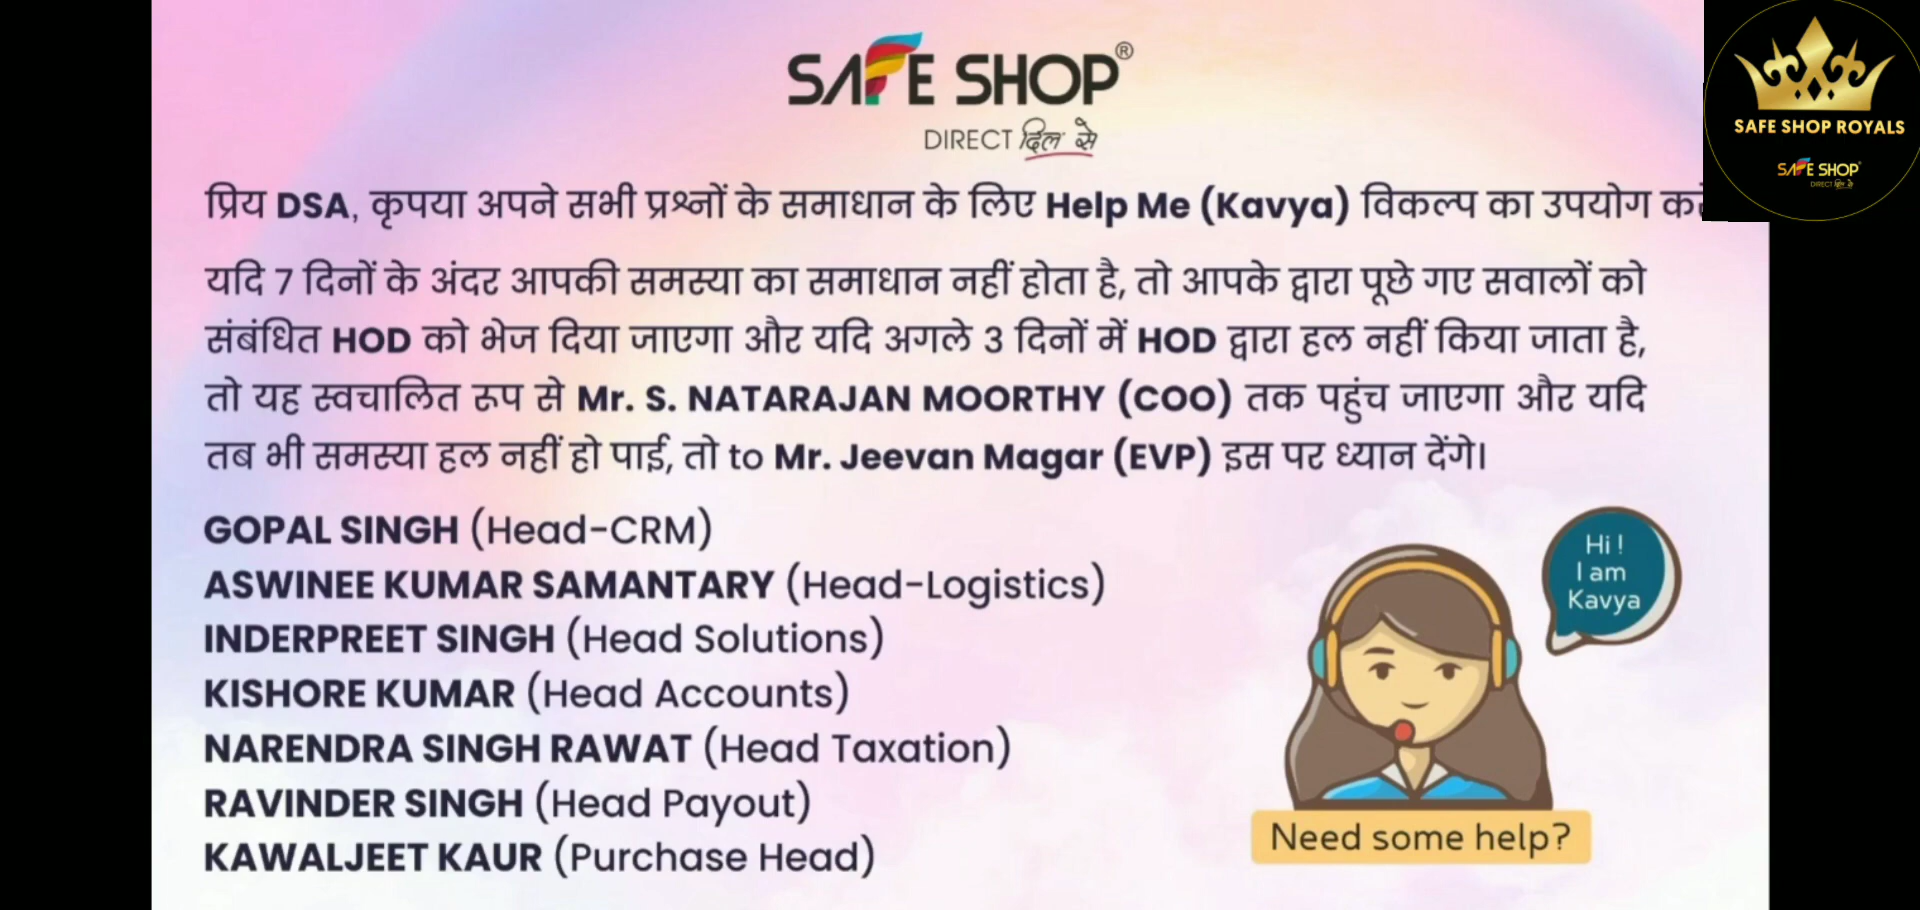 SAFE SHOP®
DIRECT दिल से
SAFE SHOP ROYALS
SAFE SHOP
DIRECT दिल से
प्रिय DSA, कृपया अपने सभी प्रश्नों के समाधान के लिए Help Me (Kavya) विकल्प का उपयोग
यदि 7 दिनों के अंदर आपकी समस्या का समाधान नहीं होता है, तो आपके द्वारा पूछे गए सवालों को
संबंधित HOD को भेज दिया जाएगा और यदि अगले 3 दिनों में HOD द्वारा हल नहीं किया जाता है,
तो यह स्वचालित रूप से Mr. S. NATARAJAN MOORTHY (COO) तक पहुंच जाएगा और यदि
तब भी समस्या हल नहीं हो पाई, तो to Mr. Jeevan Magar (EVP) इस पर ध्यान देंगे।
GOPAL SINGH (Head-CRM)
ASWINEE KUMAR SAMANTARY (Head-Logistics)
INDERPREET SINGH (Head Solutions)
KISHORE KUMAR (Head Accounts)
NARENDRA SINGH RAWAT (Head Taxation)
RAVINDER SINGH (Head Payout)
KAWALJEET KAUR (Purchase Head)
Hi !
I am
Kavya
Need some help?